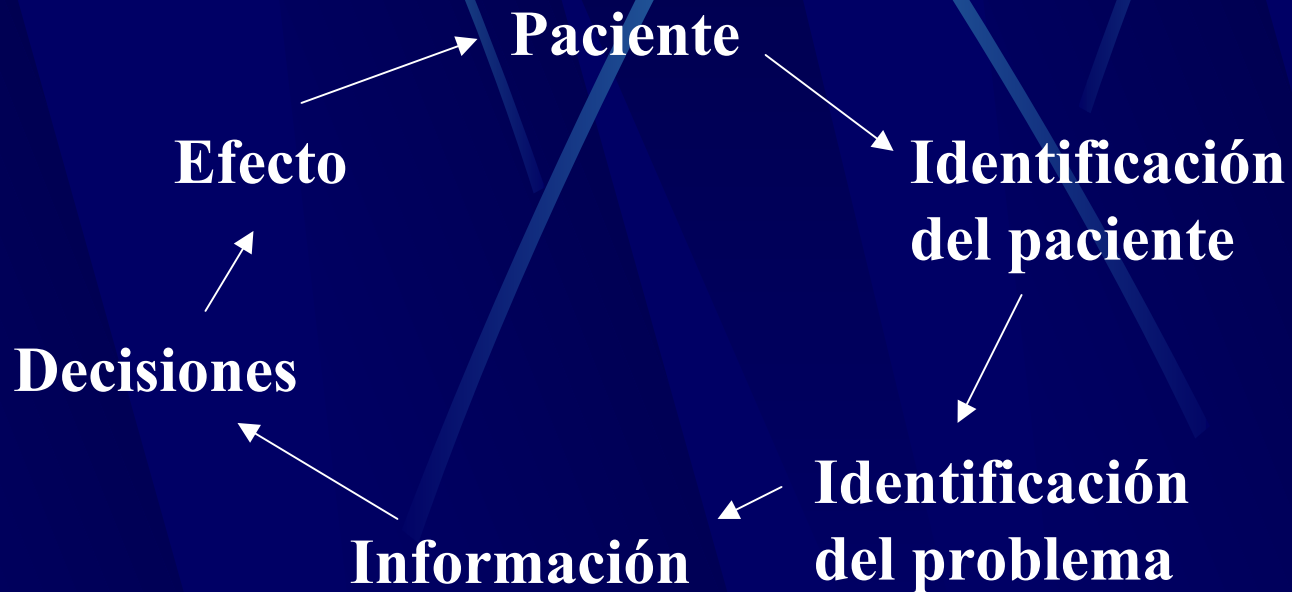 Paciente
Identificación
del paciente
Identificación
del problema
Información
Decisiones
Efecto